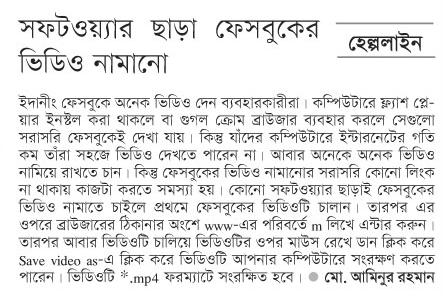 সফটওয়্যার ছাড়া ফেসবুকের
ভিডিও নামানো
হেল্পলাইন
ইদানীং ফেসবুকে অনেক ভিডিও দেন ব্যবহারকারীরা। কম্পিউটারে ফ্ল্যাশ প্লে-
য়ার ইনস্টল করা থাকলে বা গুগল ক্রোম ব্রাউজার ব্যবহার করলে সেগুলো
সরাসরি ফেসবুকেই দেখা যায়। কিন্তু যাঁদের কম্পিউটারে ইন্টারনেটের গতি
কম তাঁরা সহজে ভিডিও দেখতে পারেন না। আবার অনেকে অনেক ভিডিও
নামিয়ে রাখতে চান। কিন্তু ফেসবুকের ভিডিও নামানোর সরাসরি কোনো লিংক
না থাকায় কাজটা করতে সমস্যা হয়। কোনো সফটওয়্যার ছাড়াই ফেসবুকের
ভিডিও নামাতে চাইলে প্রথমে ফেসবুকের ভিডিওটি চালান। তারপর এর
ওপরে ব্রাউজারের ঠিকানার অংশে www-এর পরিবর্তে m লিখে এন্টার করুন।
তারপর আবার ভিডিওটি চালিয়ে ভিডিওটির ওপর মাউস রেখে ডান ক্লিক করে
Save video as-এ ক্লিক করে ভিডিওটি আপনার কম্পিউটারে সংরক্ষণ করতে
পারেন। ভিডিওটি *.mp4 ফরম্যাটে সংরক্ষিত হবে। ● মো. আমিনুর রহমান